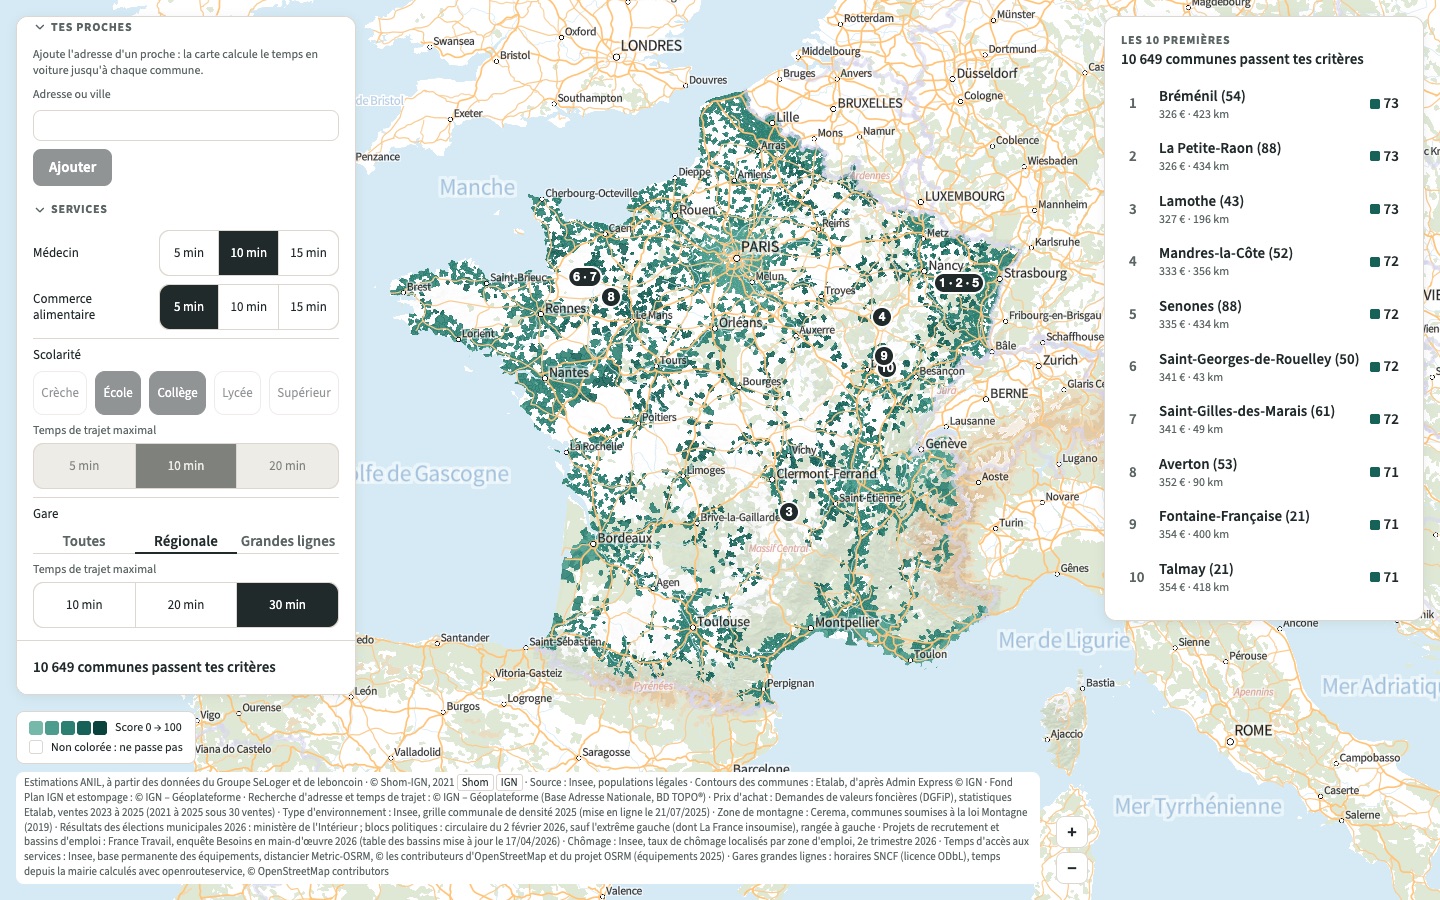 TES PROCHES
Ajoute l'adresse d'un proche : la carte calcule le temps en
voiture jusqu'à chaque commune.
Adresse ou ville
Ajouter
SERVICES
Médecin
5 min
10 min
15 min
Commerce
alimentaire
5 min
10 min
15 min
Scolarité
Crèche
École
Collège
Lycée
Supérieur
Temps de trajet maximal
5 min
10 min
20 min
Gare
Toutes
Régionale
Grandes lignes
Temps de trajet maximal
10 min
20 min
30 min
10 649 communes passent tes critères
Score 0 → 100
Non colorée : ne passe pas
LES 10 PREMIÈRES
10 649 communes passent tes critères
1
Bréménil (54)
326 € · 423 km
73
2
La Petite-Raon (88)
326 € · 434 km
73
3
Lamothe (43)
327 € · 196 km
73
4
Mandres-la-Côte (52)
333 € · 356 km
72
5
Senones (88)
335 € · 434 km
72
6
Saint-Georges-de-Rouelley (50)
341 € · 43 km
72
7
Saint-Gilles-des-Marais (61)
341 € · 49 km
72
8
Averton (53)
352 € · 90 km
71
9
Fontaine-Française (21)
354 € · 400 km
71
10
Talmay (21)
354 € · 418 km
71
Magdebourg
Rotterdam
Münster
Oxford
Swansea
LONDRES
Bristol
Middelbourg
Dortmund
Bruges
Anvers
Düsseldorf
Douvres
Southampton
Cologne
BRUXELLES
de Bristol
Exeter
Lille
Mons
Namur
Coblence
Arras
Penzance
Wiesbaden
Dieppe
Amiens
Ardennes
Manche
Cherbourg-Octeville
LUXEMBOURG
Mannheim
Rouen
Reims
Caen
Metz
Karlsruhe
PARIS
Nancy
Strasbourg
Melun
Saint-Brieuc
6 · 7
1 · 2 · 5
Brest
Troyes
8
Rennes
Le Mans
4
Fribourg-en-Brisgau
Orléans
Auxerre
Lorient
Schaffhouse
Bâle
9
10
Zurich
Tours
Besançon
Nantes
Bourges
Glaris
BERNE
Jura
Poitiers
Lausanne
Genève
La Rochelle
Vichy
Lugano
Limoges
Clermont-Ferrand
olfe de Gascogne
Aoste
Saint-Étienne
Novare
3
Brive-la-Gaillarde
Turin
Bordeaux
Massif Central
Gênes
Agen
Toulouse
Montpellier
Mer de Ligurie
Saint-Sébastien
Santander
Toulon
Sienne
Ancône
Pérouse
Vitoria-Gasteiz
Pyrénées
Perpignan
Bastia
León
Logrogne
Apennins
Mer Adriatiq
Burgos
Vigo
Ourense
ROME
Ajaccio
Viana do Castelo
Valladolid
Saragosse
Campobasso
Barcelone
Caserte
Mer Tyrrhénienne
Salerne
Valence
+
−
Estimations ANIL, à partir des données du Groupe SeLoger et de leboncoin · © Shom-IGN, 2021 Shom IGN · Source : Insee, populations légales · Contours des communes : Etalab, d'après Admin Express © IGN · Fond
Plan IGN et estompage : © IGN – Géoplateforme · Recherche d'adresse et temps de trajet : © IGN – Géoplateforme (Base Adresse Nationale, BD TOPO®) · Prix d'achat : Demandes de valeurs foncières (DGFiP), statistiques
Etalab, ventes 2023 à 2025 (2021 à 2025 sous 30 ventes) · Type d'environnement : Insee, grille communale de densité 2025 (mise en ligne le 21/07/2025) · Zone de montagne : Cerema, communes soumises à la loi Montagne
(2019) · Résultats des élections municipales 2026 : ministère de l'Intérieur ; blocs politiques : circulaire du 2 février 2026, sauf l'extrême gauche (dont La France insoumise), rangée à gauche · Projets de recrutement et
bassins d'emploi : France Travail, enquête Besoins en main-d'œuvre 2026 (table des bassins mise à jour le 17/04/2026) · Chômage : Insee, taux de chômage localisés par zone d'emploi, 2e trimestre 2026 · Temps d'accès aux
services : Insee, base permanente des équipements, distancier Metric-OSRM, © les contributeurs d'OpenStreetMap et du projet OSRM (équipements 2025) · Gares grandes lignes : horaires SNCF (licence ODbL), temps
depuis la mairie calculés avec openrouteservice, © OpenStreetMap contributors